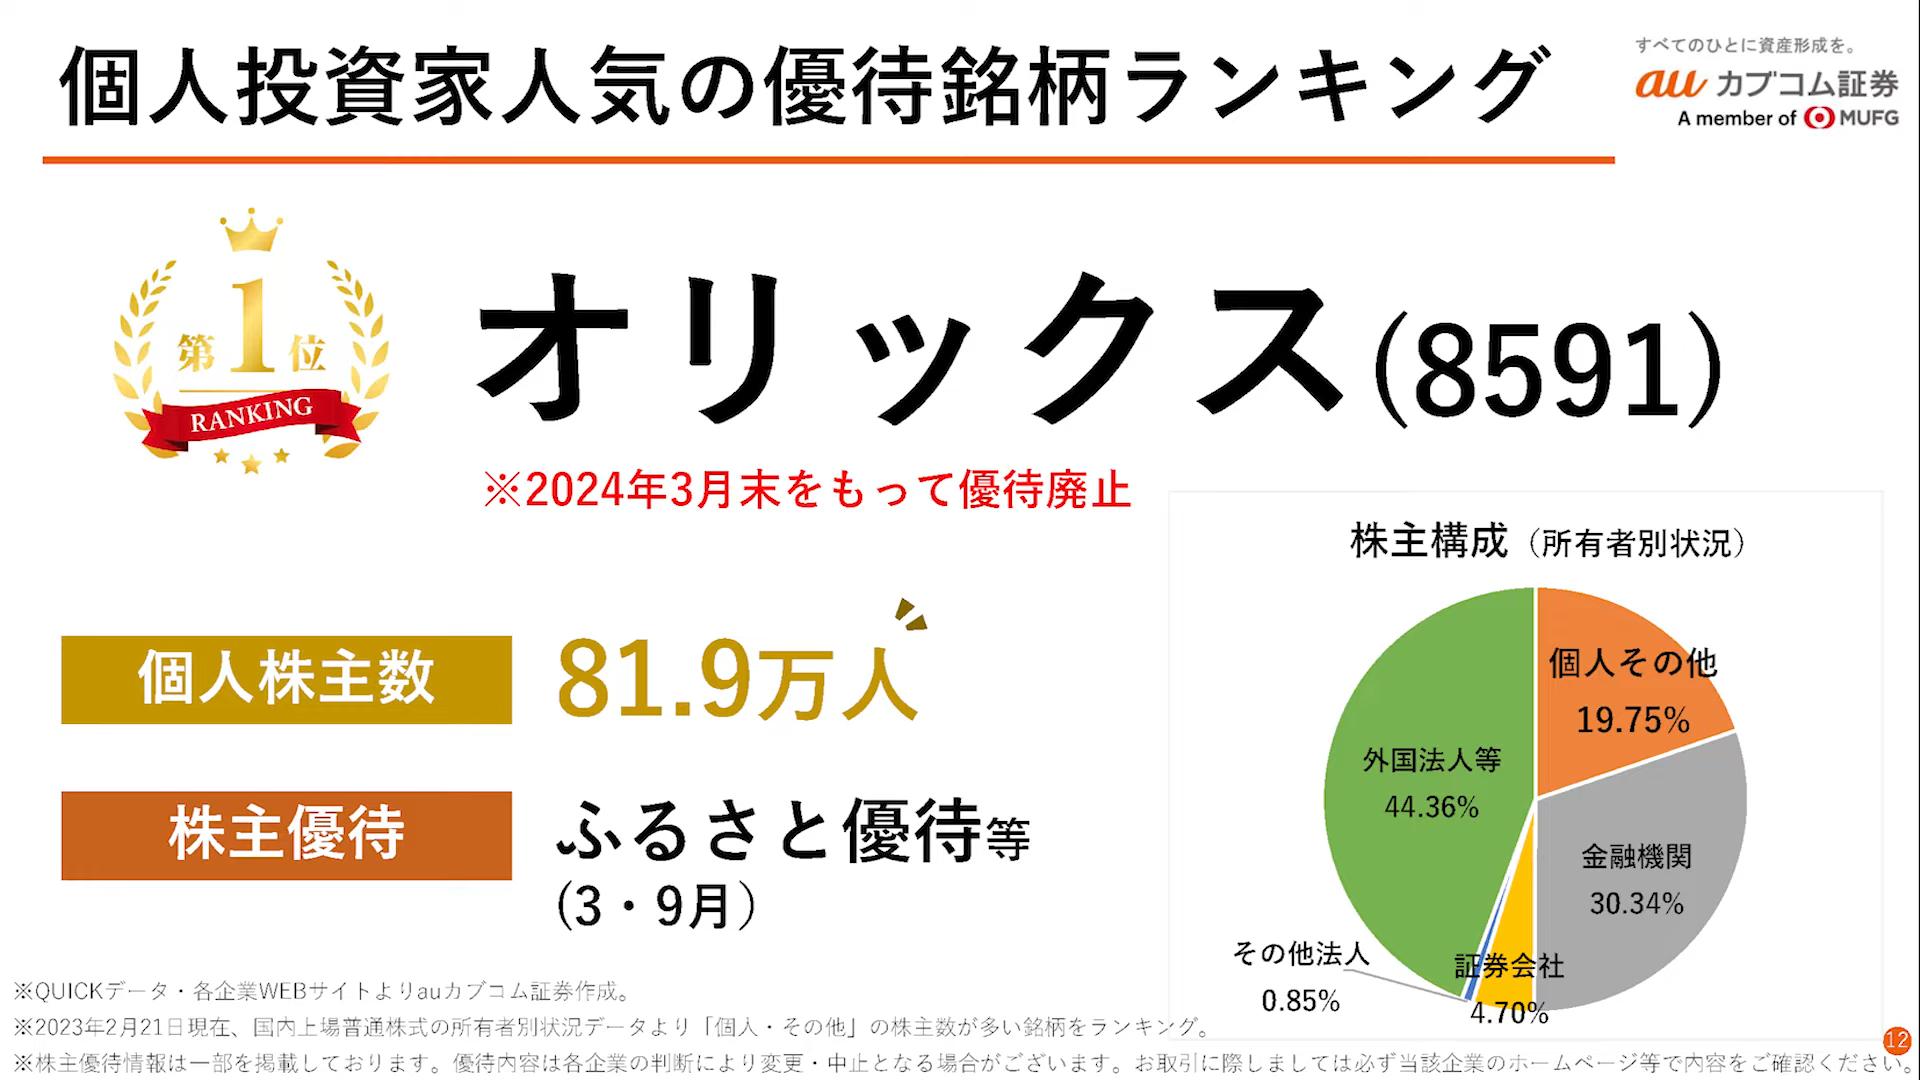 個人投資家人気の優待銘柄ランキング
すべてのひとに資産形成を。
au カブコム証券
A member of MUFG
第1位
RANKING
オリックス(8591)
※2024年3月末をもって優待廃止
個人株主数
81.9万人
株主優待
ふるさと優待等
(3・9月)
株主構成（所有者別状況）
個人その他
19.75%
外国法人等
44.36%
金融機関
30.34%
その他法人
0.85%
証券会社
4.70%
※QUICKデータ・各企業WEBサイトよりauカブコム証券作成。
※2023年2月21日現在、国内上場普通株式の所有者別状況データより「個人・その他」の株主数が多い銘柄をランキング。
※株主優待情報は一部を掲載しております。優待内容は各企業の判断により変更・中止となる場合がございます。お取引に際しましては必ず当該企業のホームページ等で内容をご確認ください。
12